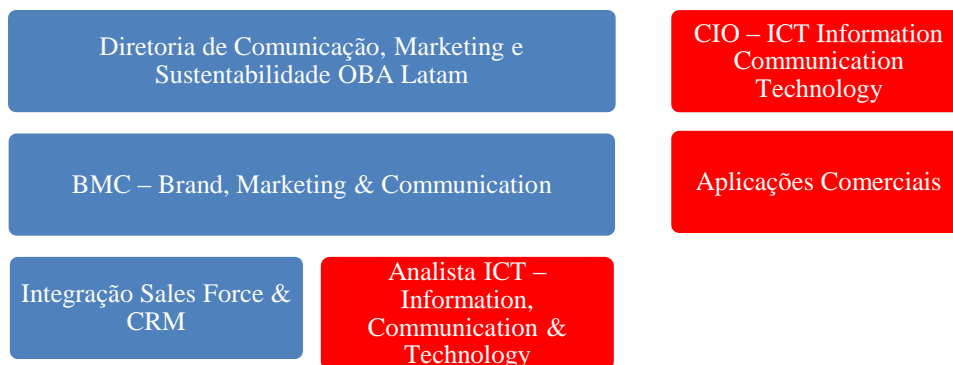 Diretoria de Comunicação, Marketing e
Sustentabilidade OBA Latam
CIO – ICT Information
Communication
Technology
BMC – Brand, Marketing & Communication
Aplicações Comerciais
Integração Sales Force &
CRM
Analista ICT –
Information,
Communication &
Technology